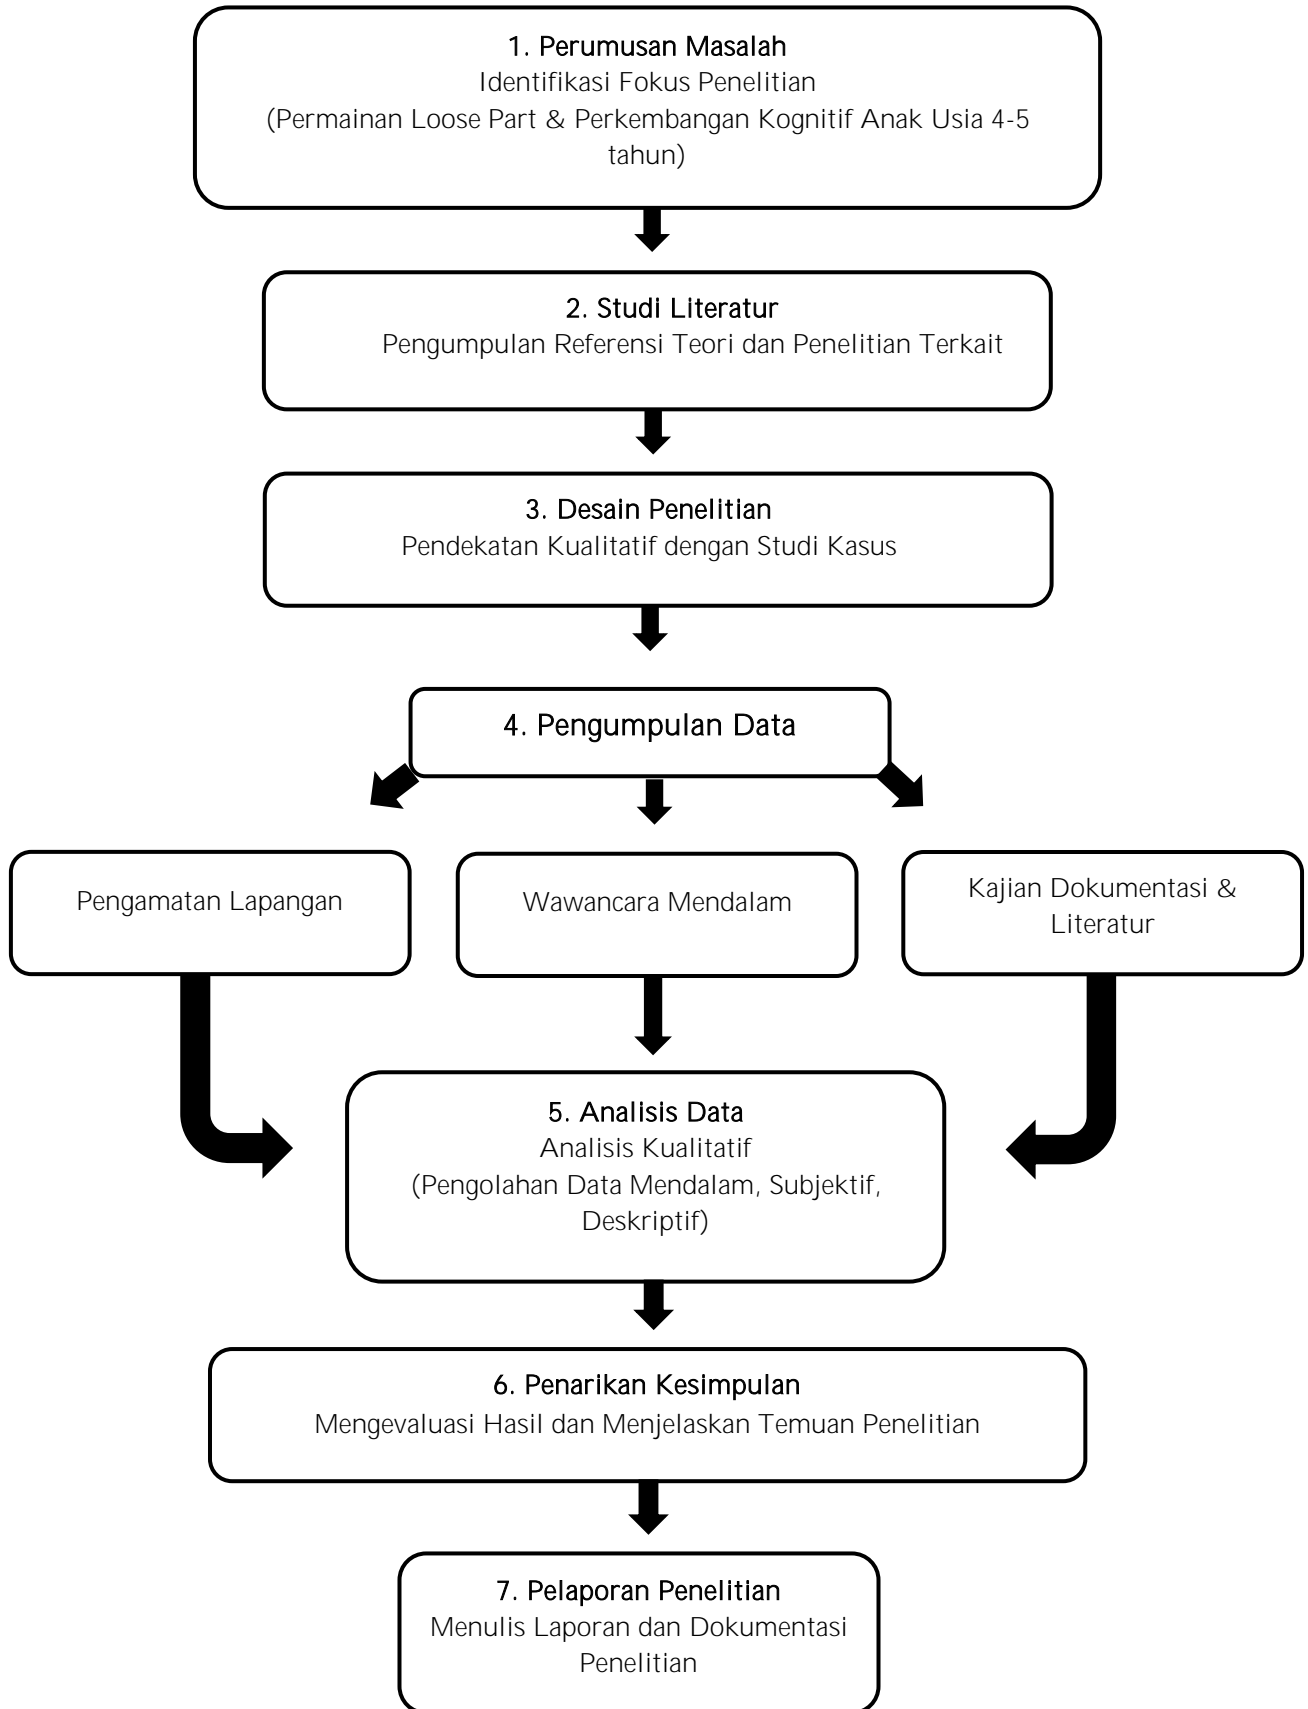 1. Perumusan Masalah
Identifikasi Fokus Penelitian
(Permainan Loose Part & Perkembangan Kognitif Anak Usia 4-5
tahun)
2. Studi Literatur
Pengumpulan Referensi Teori dan Penelitian Terkait
3. Desain Penelitian
Pendekatan Kualitatif dengan Studi Kasus
4. Pengumpulan Data
Pengamatan Lapangan
Wawancara Mendalam
Kajian Dokumentasi &
Literatur
5. Analisis Data
Analisis Kualitatif
(Pengolahan Data Mendalam, Subjektif,
Deskriptif)
6. Penarikan Kesimpulan
Mengevaluasi Hasil dan Menjelaskan Temuan Penelitian
7. Pelaporan Penelitian
Menulis Laporan dan Dokumentasi
Penelitian